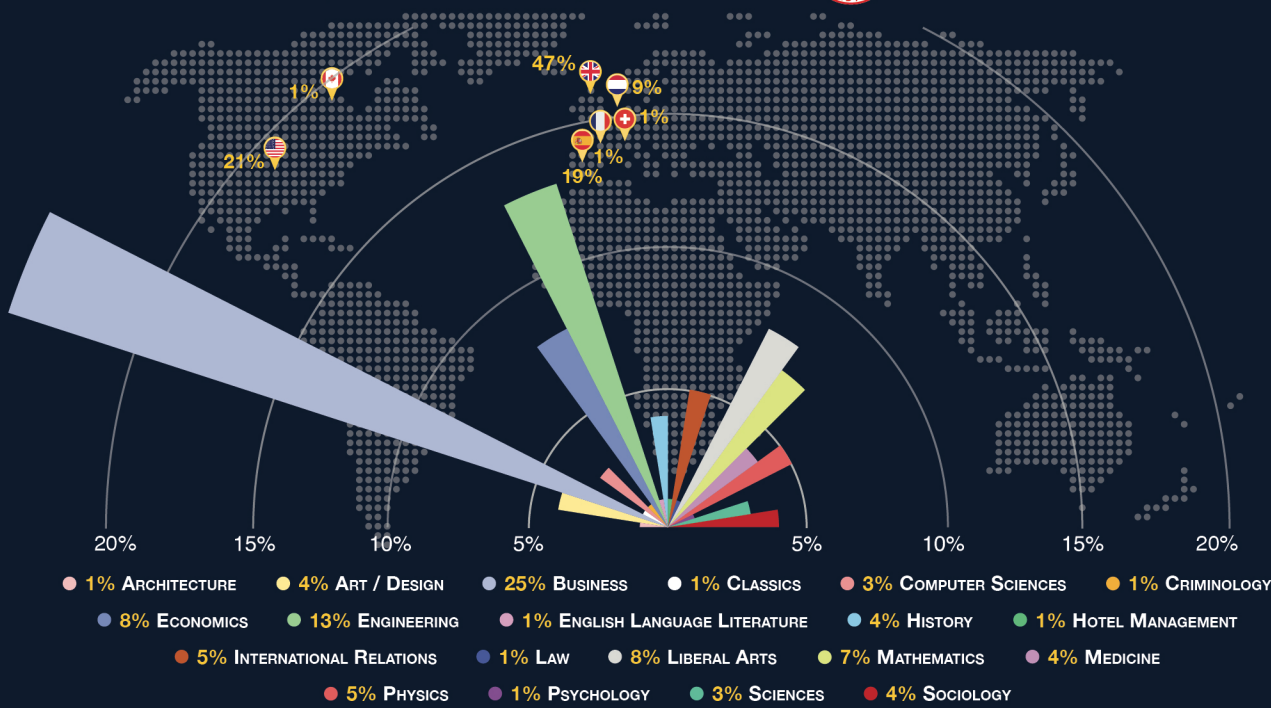 47%
9%
1%
1%
1%
21%
19%
20% 15% 10% 5% 5% 10% 15% 20%
1% Architecture 4% Art / Design 25% Business 1% Classics 3% Computer Sciences 1% Criminology
8% Economics 13% Engineering 1% English Language Literature 4% History 1% Hotel Management
5% International Relations 1% Law 8% Liberal Arts 7% Mathematics 4% Medicine
5% Physics 1% Psychology 3% Sciences 4% Sociology